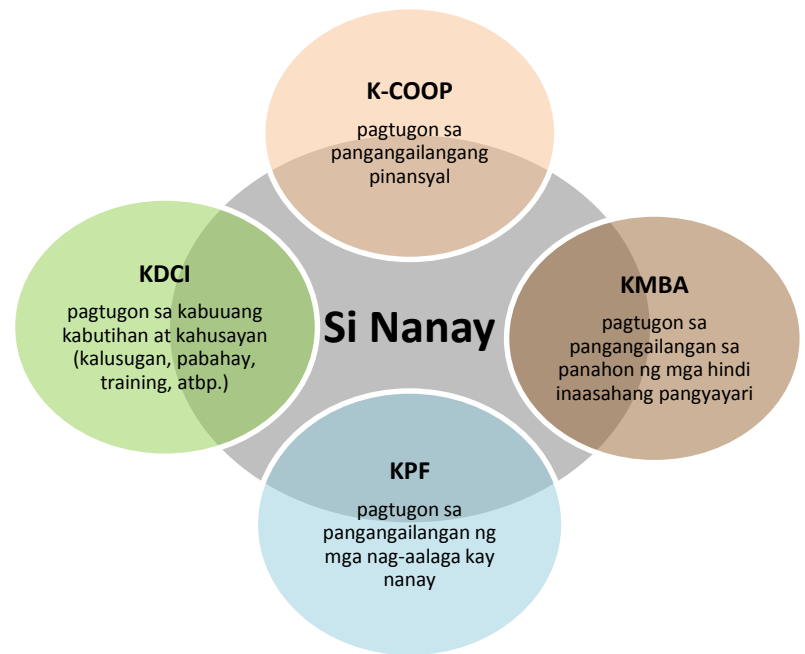 K-COOP
pagtugon sa
pangangailangang
pinansyal
KDCI
pagtugon sa kabuuang
kabutihan at kahusayan
(kalusugan, pabahay,
training, atbp.)
Si Nanay
KMBA
pagtugon sa
pangangailangan sa
panahon ng mga hindi
inaasahang pangyayari
KPF
pagtugon sa
pangangailangan ng
mga nag-aalaga kay
nanay